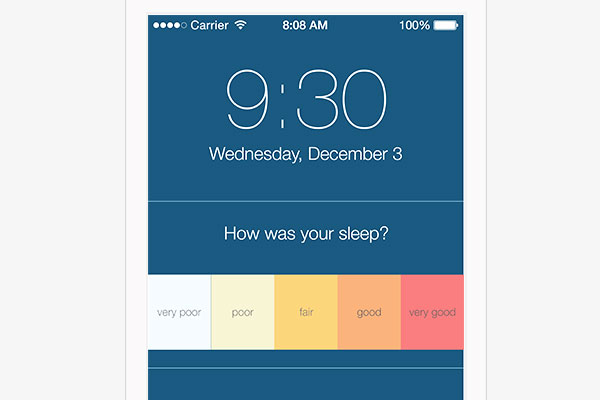 Carrier 8:08 AM 100%
9:30
Wednesday, December 3
How was your sleep?
very poor poor fair good very good